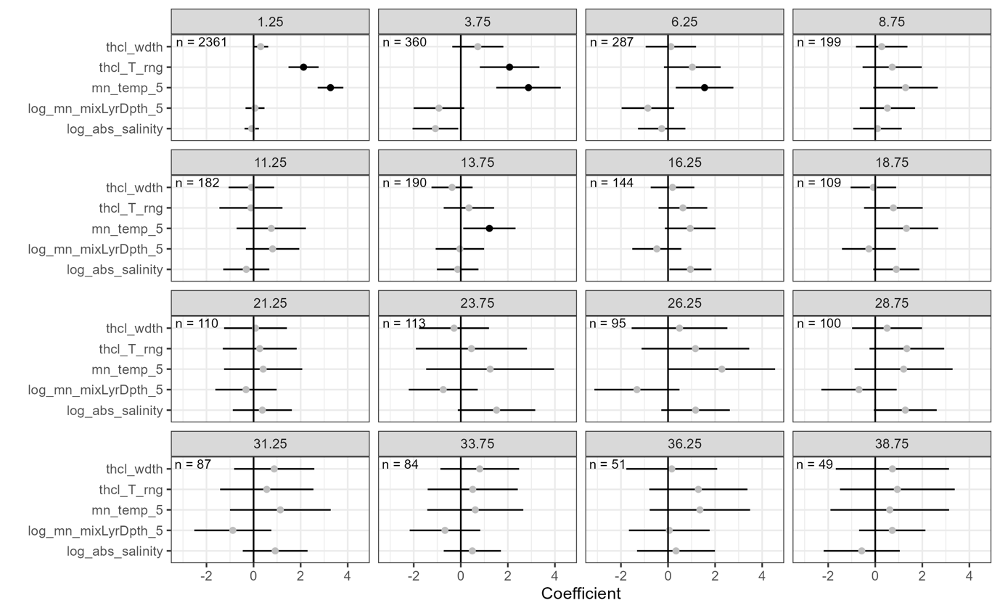 1.25 3.75 6.25 8.75
thcl_wdth n = 2361 n = 360 n = 287 n = 199
thcl_T_rng
mn_temp_5
log_mn_mixLyrDpth_5
log_abs_salinity
11.25 13.75 16.25 18.75
thcl_wdth n = 182 n = 190 n = 144 n = 109
thcl_T_rng
mn_temp_5
log_mn_mixLyrDpth_5
log_abs_salinity
21.25 23.75 26.25 28.75
thcl_wdth n = 110 n = 113 n = 95 n = 100
thcl_T_rng
mn_temp_5
log_mn_mixLyrDpth_5
log_abs_salinity
31.25 33.75 36.25 38.75
thcl_wdth n = 87 n = 84 n = 51 n = 49
thcl_T_rng
mn_temp_5
log_mn_mixLyrDpth_5
log_abs_salinity
-2 0 2 4 -2 0 2 4 -2 0 2 4 -2 0 2 4
Coefficient